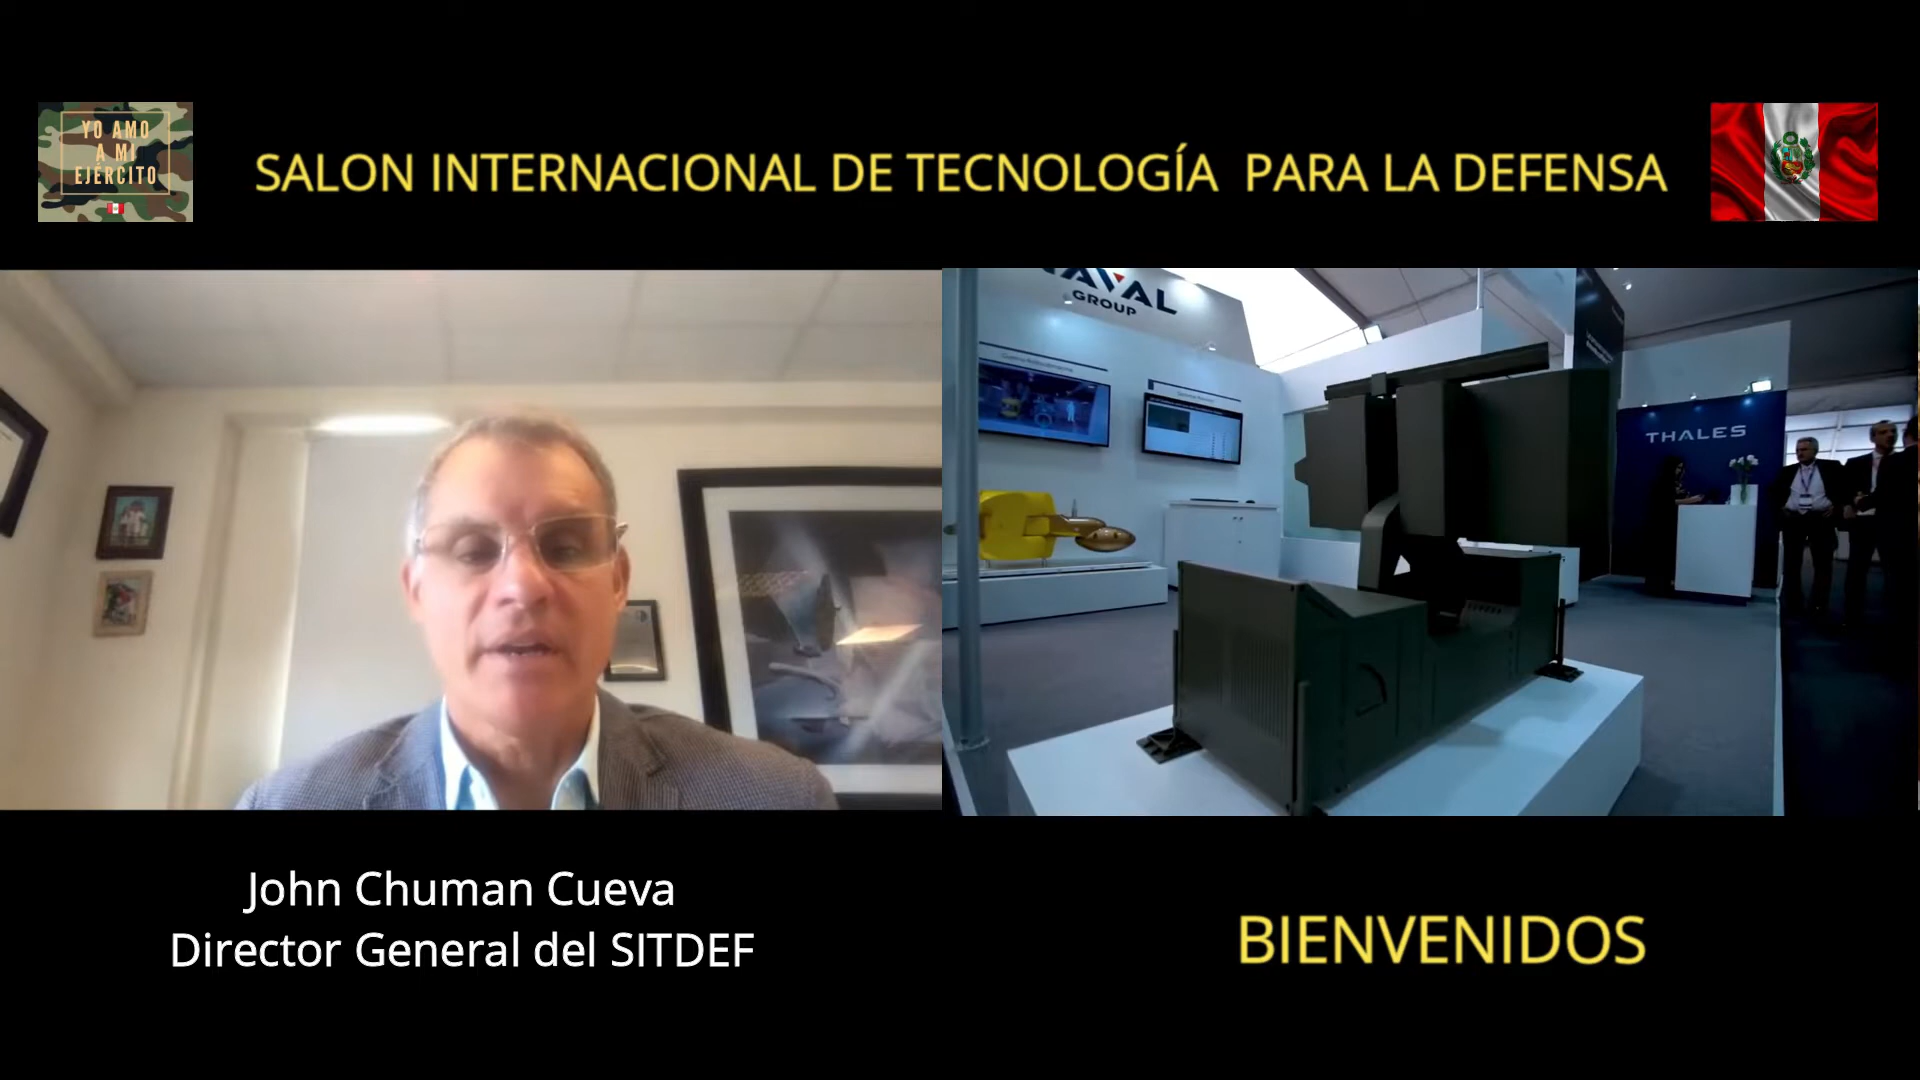 YO AMO
A MI
EJÉRCITO
SALON INTERNACIONAL DE TECNOLOGÍA PARA LA DEFENSA
NAVAL
GROUP
THALES
John Chuman Cueva
Director General del SITDEF
BIENVENIDOS